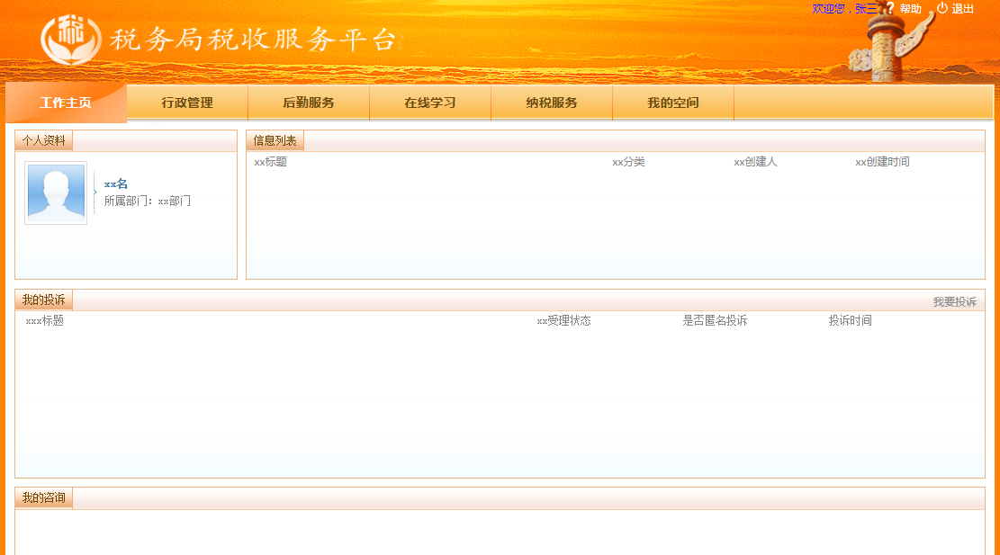 欢迎您，张三 ? 帮助 退出
税 税务局税收服务平台
工作主页 行政管理 后勤服务 在线学习 纳税服务 我的空间
个人资料
xx名
所属部门：xx部门
信息列表
xx标题 xx分类 xx创建人 xx创建时间
我的投诉 我要投诉
xxx标题 xx受理状态 是否匿名投诉 投诉时间
我的咨询